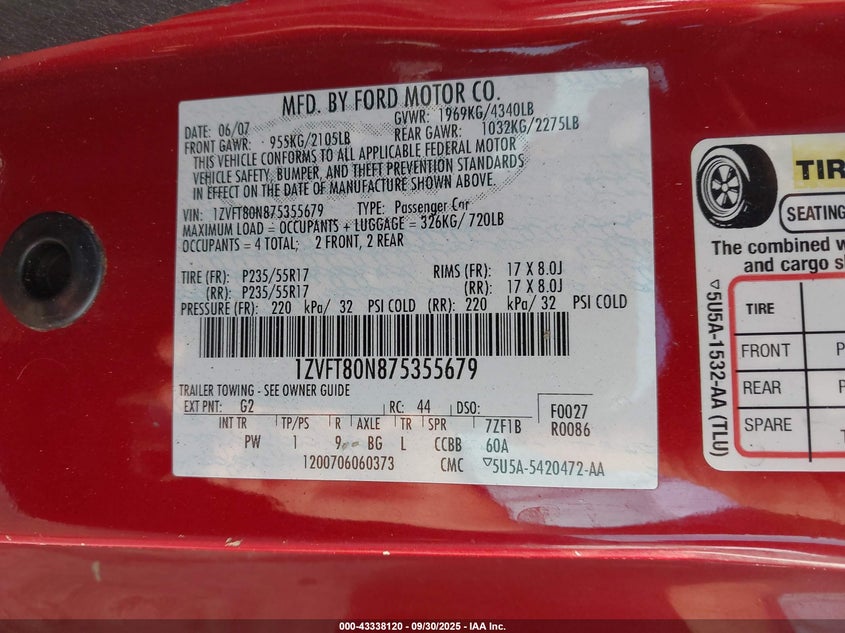 MFD. BY FORD MOTOR CO.
DATE: 06/07 GVWR: 1969KG/4340LB
FRONT GAWR: 955KG/2105LB REAR GAWR: 1032KG/2275LB
THIS VEHICLE CONFORMS TO ALL APPLICABLE FEDERAL MOTOR
VEHICLE SAFETY, BUMPER, AND THEFT PREVENTION STANDARDS
IN EFFECT ON THE DATE OF MANUFACTURE SHOWN ABOVE.
VIN: 1ZVFT80N875355679 TYPE: Passenger Car
MAXIMUM LOAD = OCCUPANTS + LUGGAGE = 326KG/ 720LB
OCCUPANTS = 4 TOTAL: 2 FRONT, 2 REAR
TIRE (FR): P235/55R17 RIMS (FR): 17 X 8.0J
(RR): P235/55R17 (RR): 17 X 8.0J
PRESSURE (FR): 220 kPa/ 32 PSI COLD (RR): 220 kPa/ 32 PSI COLD
1ZVFT80N875355679
TRAILER TOWING - SEE OWNER GUIDE
EXT PNT: G2 RC: 44 DSO: F0027
INT TR TP/PS R AXLE TR SPR 7ZF1B R0086
PW 1 9 BG L CCBB 60A
1200706060373 CMC ▽5U5A-5420472-AA
TIR
SEATING
The combined w
and cargo s
TIRE
FRONT P
REAR P
SPARE T
▽5U5A-1532-AA (TLU)
000-43338120 - 09/30/2025 - IAA Inc.